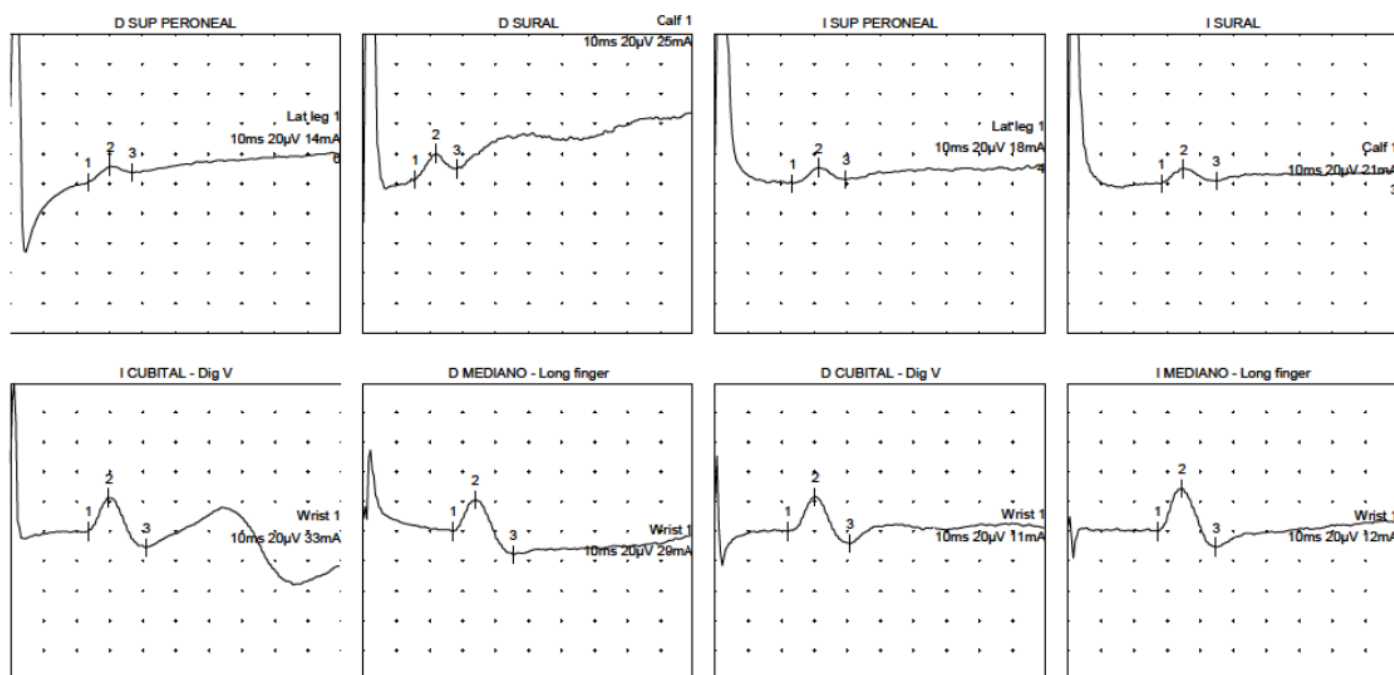 D SUP PERONEAL
Lat leg 1
10ms 20µV 14mA
6
1
2
3
D SURAL
Calf 1
10ms 20µV 25mA
1
2
3
I SUP PERONEAL
Lat leg 1
10ms 20µV 18mA
4
1
2
3
I SURAL
Calf 1
10ms 20µV 21mA
3
1
2
3
I CUBITAL - Dig V
Wrist 1
10ms 20µV 33mA
1
2
3
D MEDIANO - Long finger
Wrist 1
10ms 20µV 29mA
1
2
3
D CUBITAL - Dig V
Wrist 1
10ms 20µV 11mA
1
2
3
I MEDIANO - Long finger
Wrist 1
10ms 20µV 12mA
1
2
3